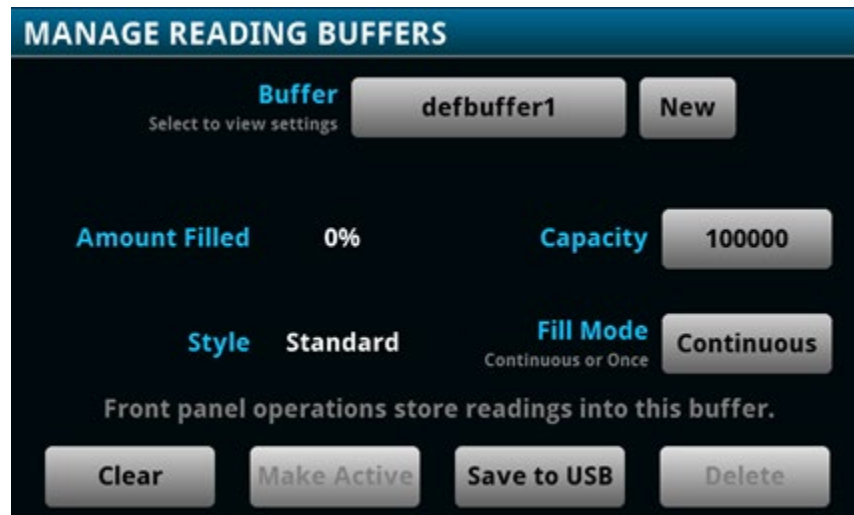 MANAGE READING BUFFERS
Buffer
Select to view settings
defbuffer1
New
Amount Filled
0%
Capacity
100000
Style
Standard
Fill Mode
Continuous or Once
Continuous
Front panel operations store readings into this buffer.
Clear
Make Active
Save to USB
Delete